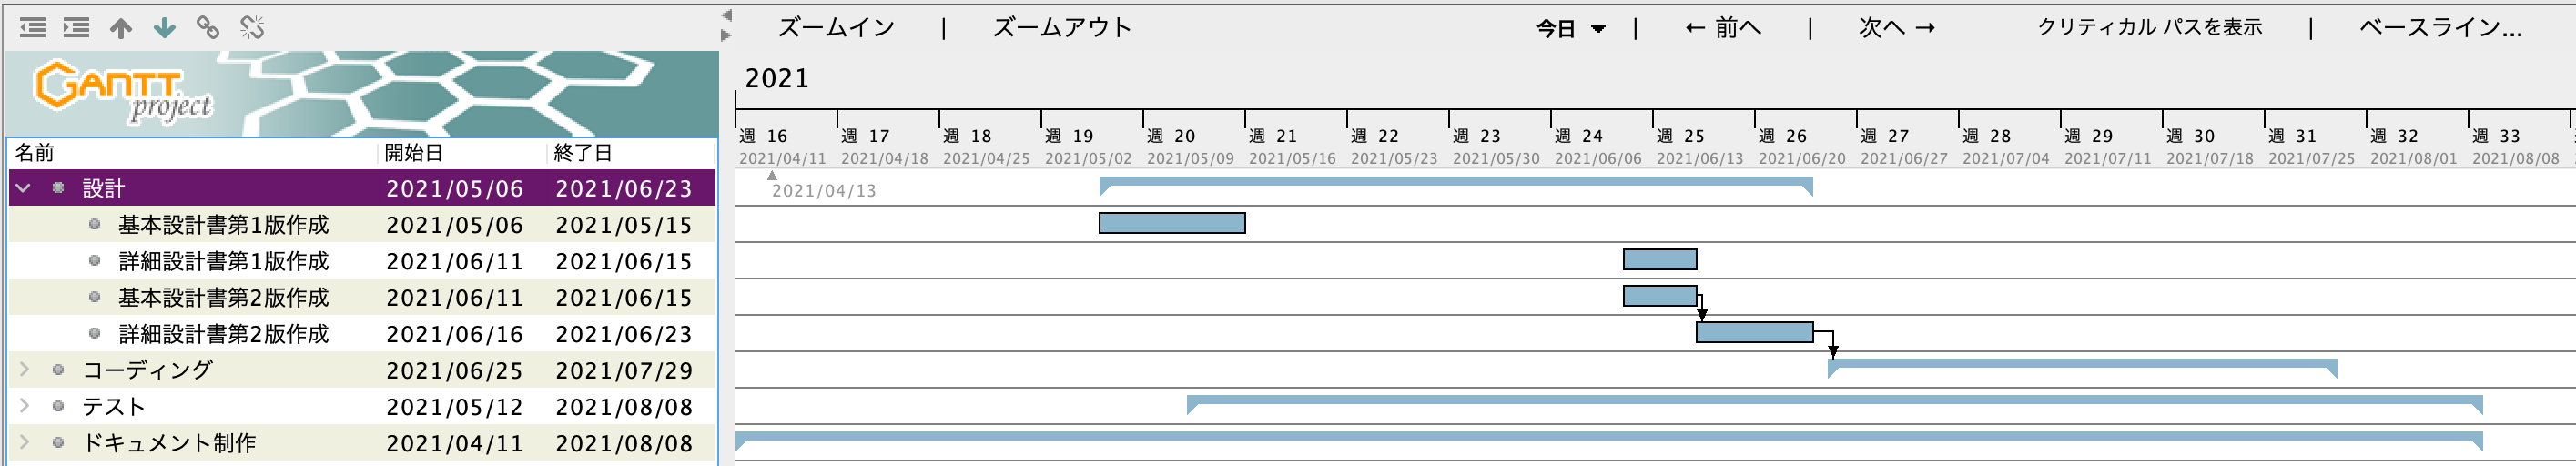 ズームイン | ズームアウト 今日 | ← 前へ | 次へ → クリティカル パスを表示 | ベースライン...
GANTT
project
2021
週 16 週 17 週 18 週 19 週 20 週 21 週 22 週 23 週 24 週 25 週 26 週 27 週 28 週 29 週 30 週 31 週 32 週 33
名前 開始日 終了日
2021/04/11 2021/04/18 2021/04/25 2021/05/02 2021/05/09 2021/05/16 2021/05/23 2021/05/30 2021/06/06 2021/06/13 2021/06/20 2021/06/27 2021/07/04 2021/07/11 2021/07/18 2021/07/25 2021/08/01 2021/08/08
設計 2021/05/06 2021/06/23
2021/04/13
基本設計書第1版作成 2021/05/06 2021/05/15
詳細設計書第1版作成 2021/06/11 2021/06/15
基本設計書第2版作成 2021/06/11 2021/06/15
詳細設計書第2版作成 2021/06/16 2021/06/23
コーディング 2021/06/25 2021/07/29
テスト 2021/05/12 2021/08/08
ドキュメント制作 2021/04/11 2021/08/08